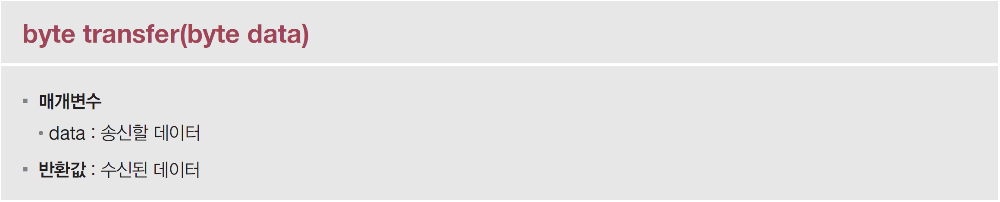 byte transfer(byte data)
▪ 매개변수
• data : 송신할 데이터
▪ 반환값 : 수신된 데이터